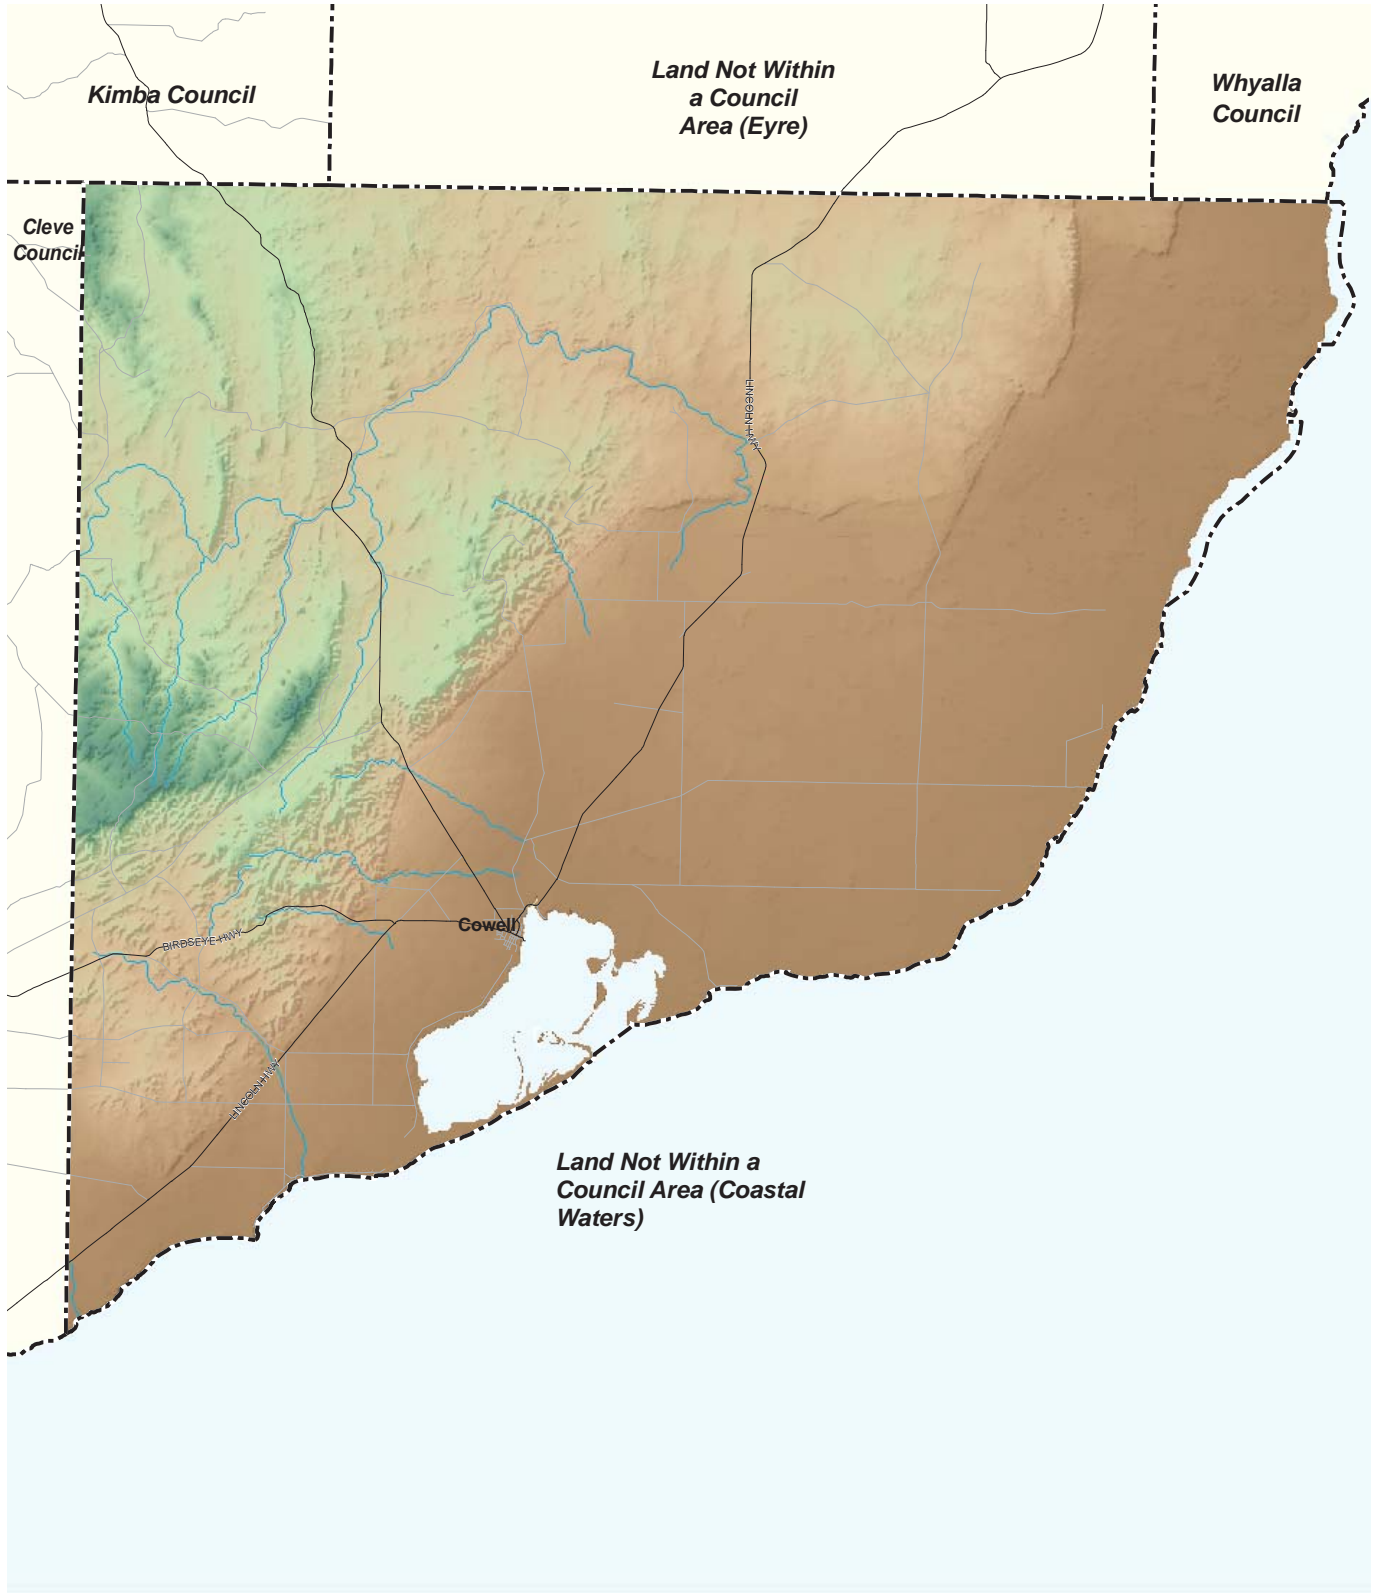 Land Not Within
a Council
Area (Eyre)
Kimba Council
Whyalla
Council
Cleve
Council
LINCOLN HWY
Cowell
BIRDSEYE HWY
LINCOLN HWY
Land Not Within a
Council Area (Coastal
Waters)